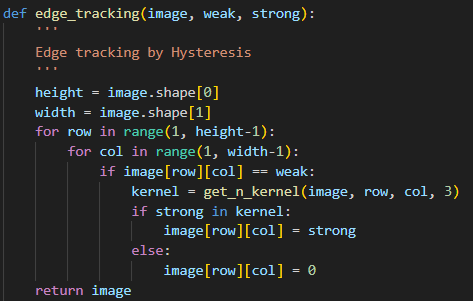 def edge_tracking(image, weak, strong):
    '''
    Edge tracking by Hysteresis
    '''
    height = image.shape[0]
    width = image.shape[1]
    for row in range(1, height-1):
        for col in range(1, width-1):
            if image[row][col] == weak:
                kernel = get_n_kernel(image, row, col, 3)
                if strong in kernel:
                    image[row][col] = strong
                else:
                    image[row][col] = 0
    return image